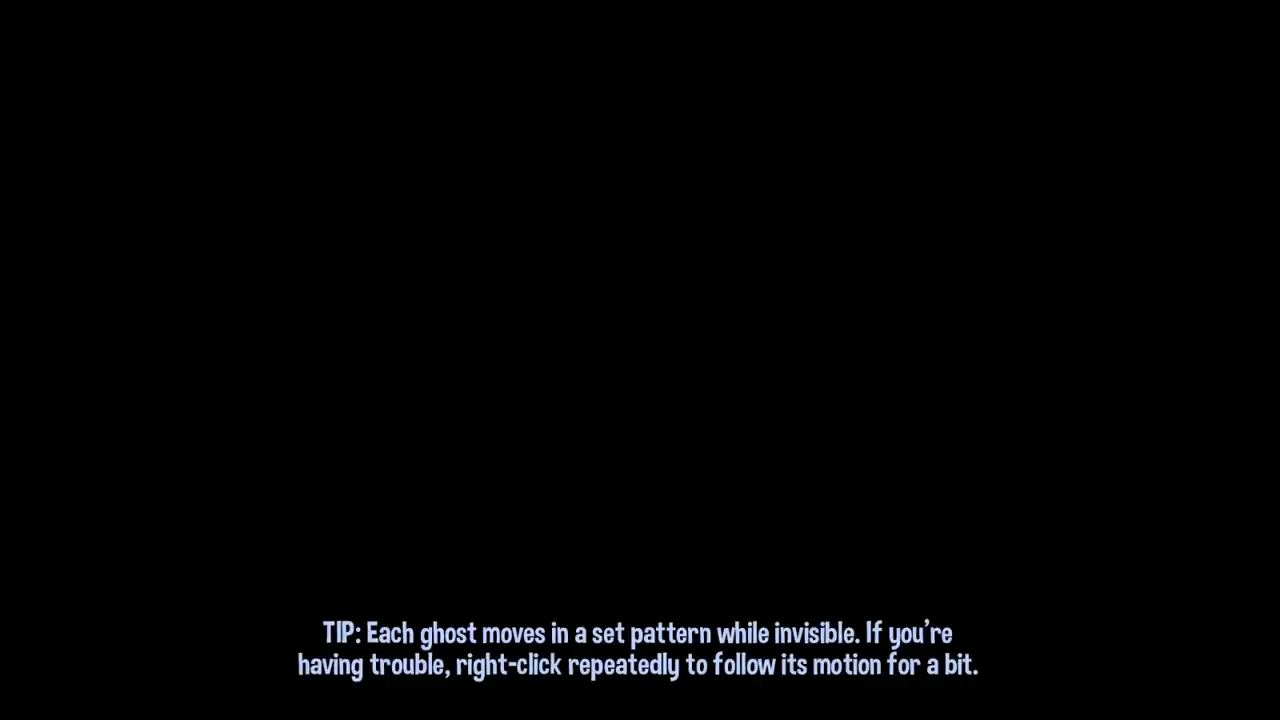 TIP: Each ghost moves in a set pattern while invisible. If you're
having trouble, right-click repeatedly to follow its motion for a bit.